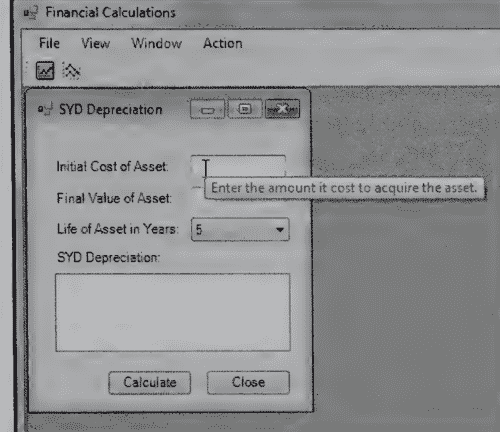 Financial Calculations
File View Window Action
SYD Depreciation
Initial Cost of Asset:
Enter the amount it cost to acquire the asset.
Final Value of Asset:
Life of Asset in Years: 5
SYD Depreciation:
Calculate Close